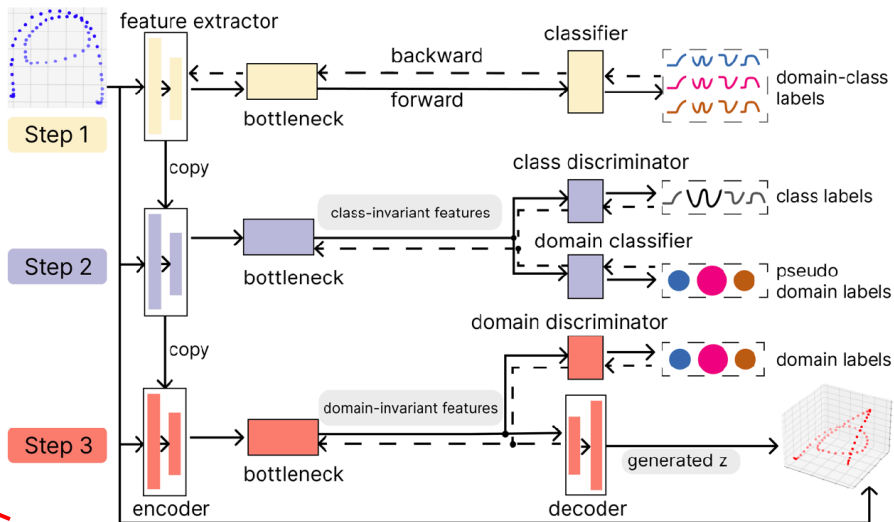 feature extractor
backward
classifier
forward
domain-class
labels
bottleneck
Step 1
copy
class discriminator
class-invariant features
class labels
domain classifier
Step 2
bottleneck
pseudo
domain labels
domain discriminator
copy
domain labels
domain-invariant features
Step 3
bottleneck
generated z
encoder
decoder